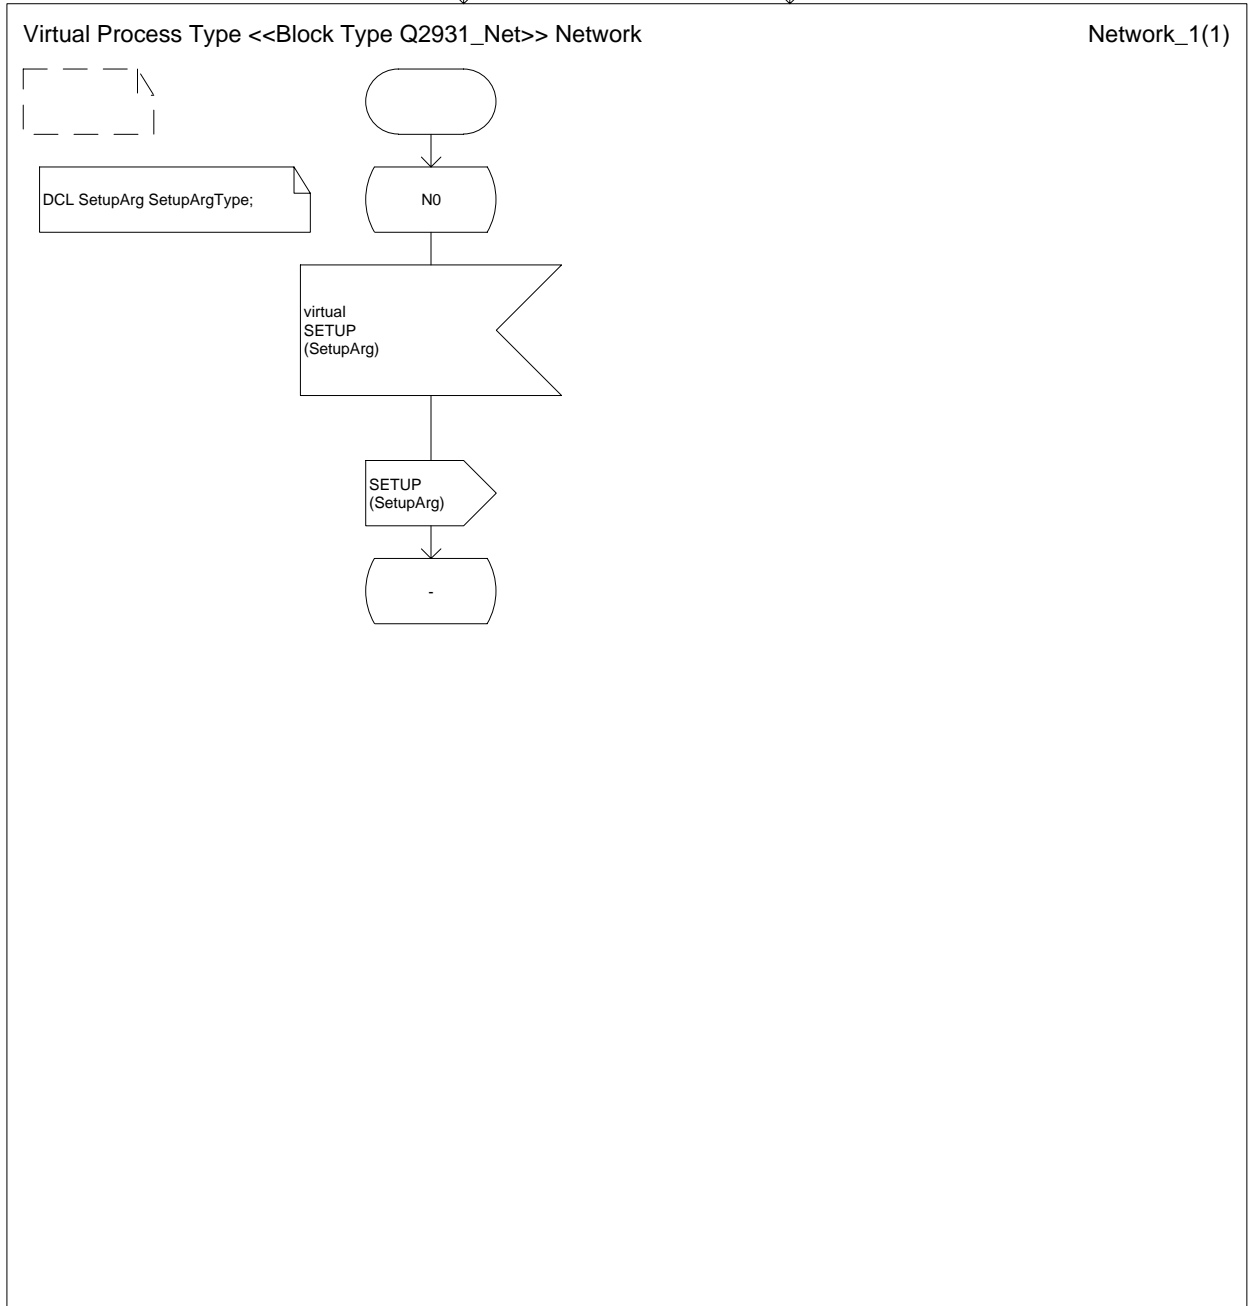 Virtual Process Type <<Block Type Q2931_Net>> Network
Network_1(1)
DCL SetupArg SetupArgType;
N0
virtual
SETUP
(SetupArg)
SETUP
(SetupArg)
-